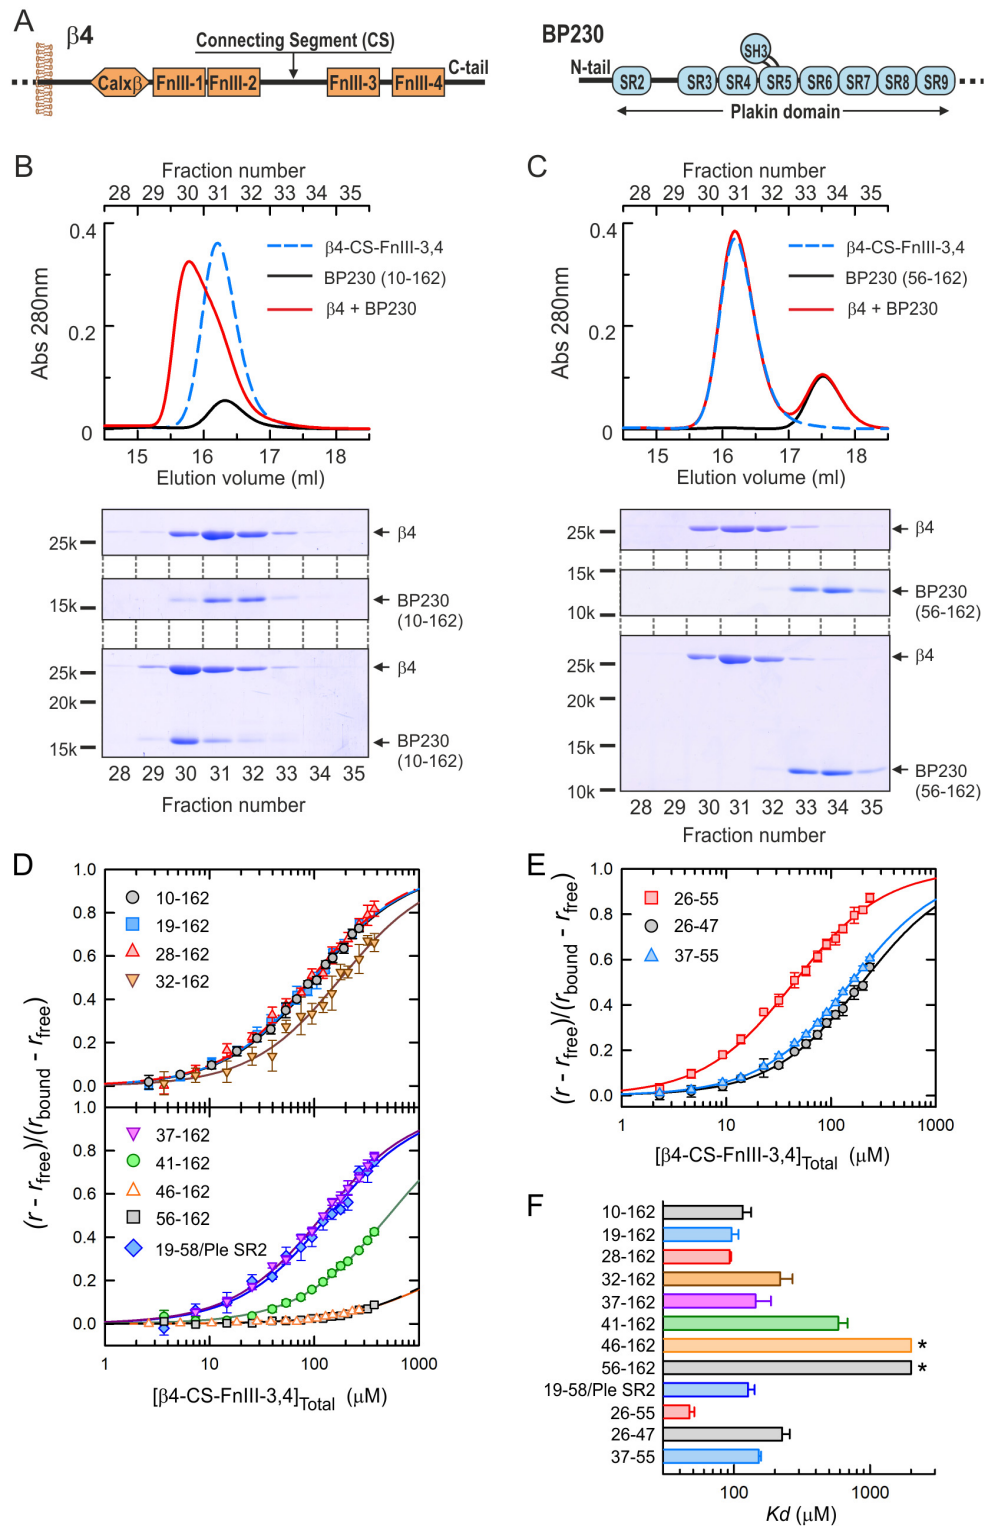 A
β4
Connecting Segment (CS)
C-tail
Calxβ
FnIII-1
FnIII-2
FnIII-3
FnIII-4
BP230
N-tail
SH3
SR2
SR3
SR4
SR5
SR6
SR7
SR8
SR9
Plakin domain
B
Fraction number
28 29 30 31 32 33 34 35
0.4
0.2
0
Abs 280nm
β4-CS-FnIII-3,4
BP230 (10-162)
β4 + BP230
15 16 17 18
Elution volume (ml)
25k
β4
15k
BP230
(10-162)
25k
β4
20k
15k
BP230
(10-162)
28 29 30 31 32 33 34 35
Fraction number
C
Fraction number
28 29 30 31 32 33 34 35
0.4
0.2
0
Abs 280nm
β4-CS-FnIII-3,4
BP230 (56-162)
β4 + BP230
15 16 17 18
Elution volume (ml)
25k
β4
15k
10k
BP230
(56-162)
25k
β4
20k
15k
10k
BP230
(56-162)
28 29 30 31 32 33 34 35
Fraction number
D
1.0
0.8
0.6
0.4
0.2
0.0
10-162
19-162
28-162
32-162
(r - rfree)/(rbound - rfree)
1.0
0.8
0.6
0.4
0.2
0.0
37-162
41-162
46-162
56-162
19-58/Ple SR2
1 10 100 1000
[β4-CS-FnIII-3,4]Total (μM)
E
1.0
0.8
0.6
0.4
0.2
0.0
(r - rfree)/(rbound - rfree)
26-55
26-47
37-55
1 10 100 1000
[β4-CS-FnIII-3,4]Total (μM)
F
10-162
19-162
28-162
32-162
37-162
41-162
46-162 *
56-162 *
19-58/Ple SR2
26-55
26-47
37-55
100 1000
Kd (μM)